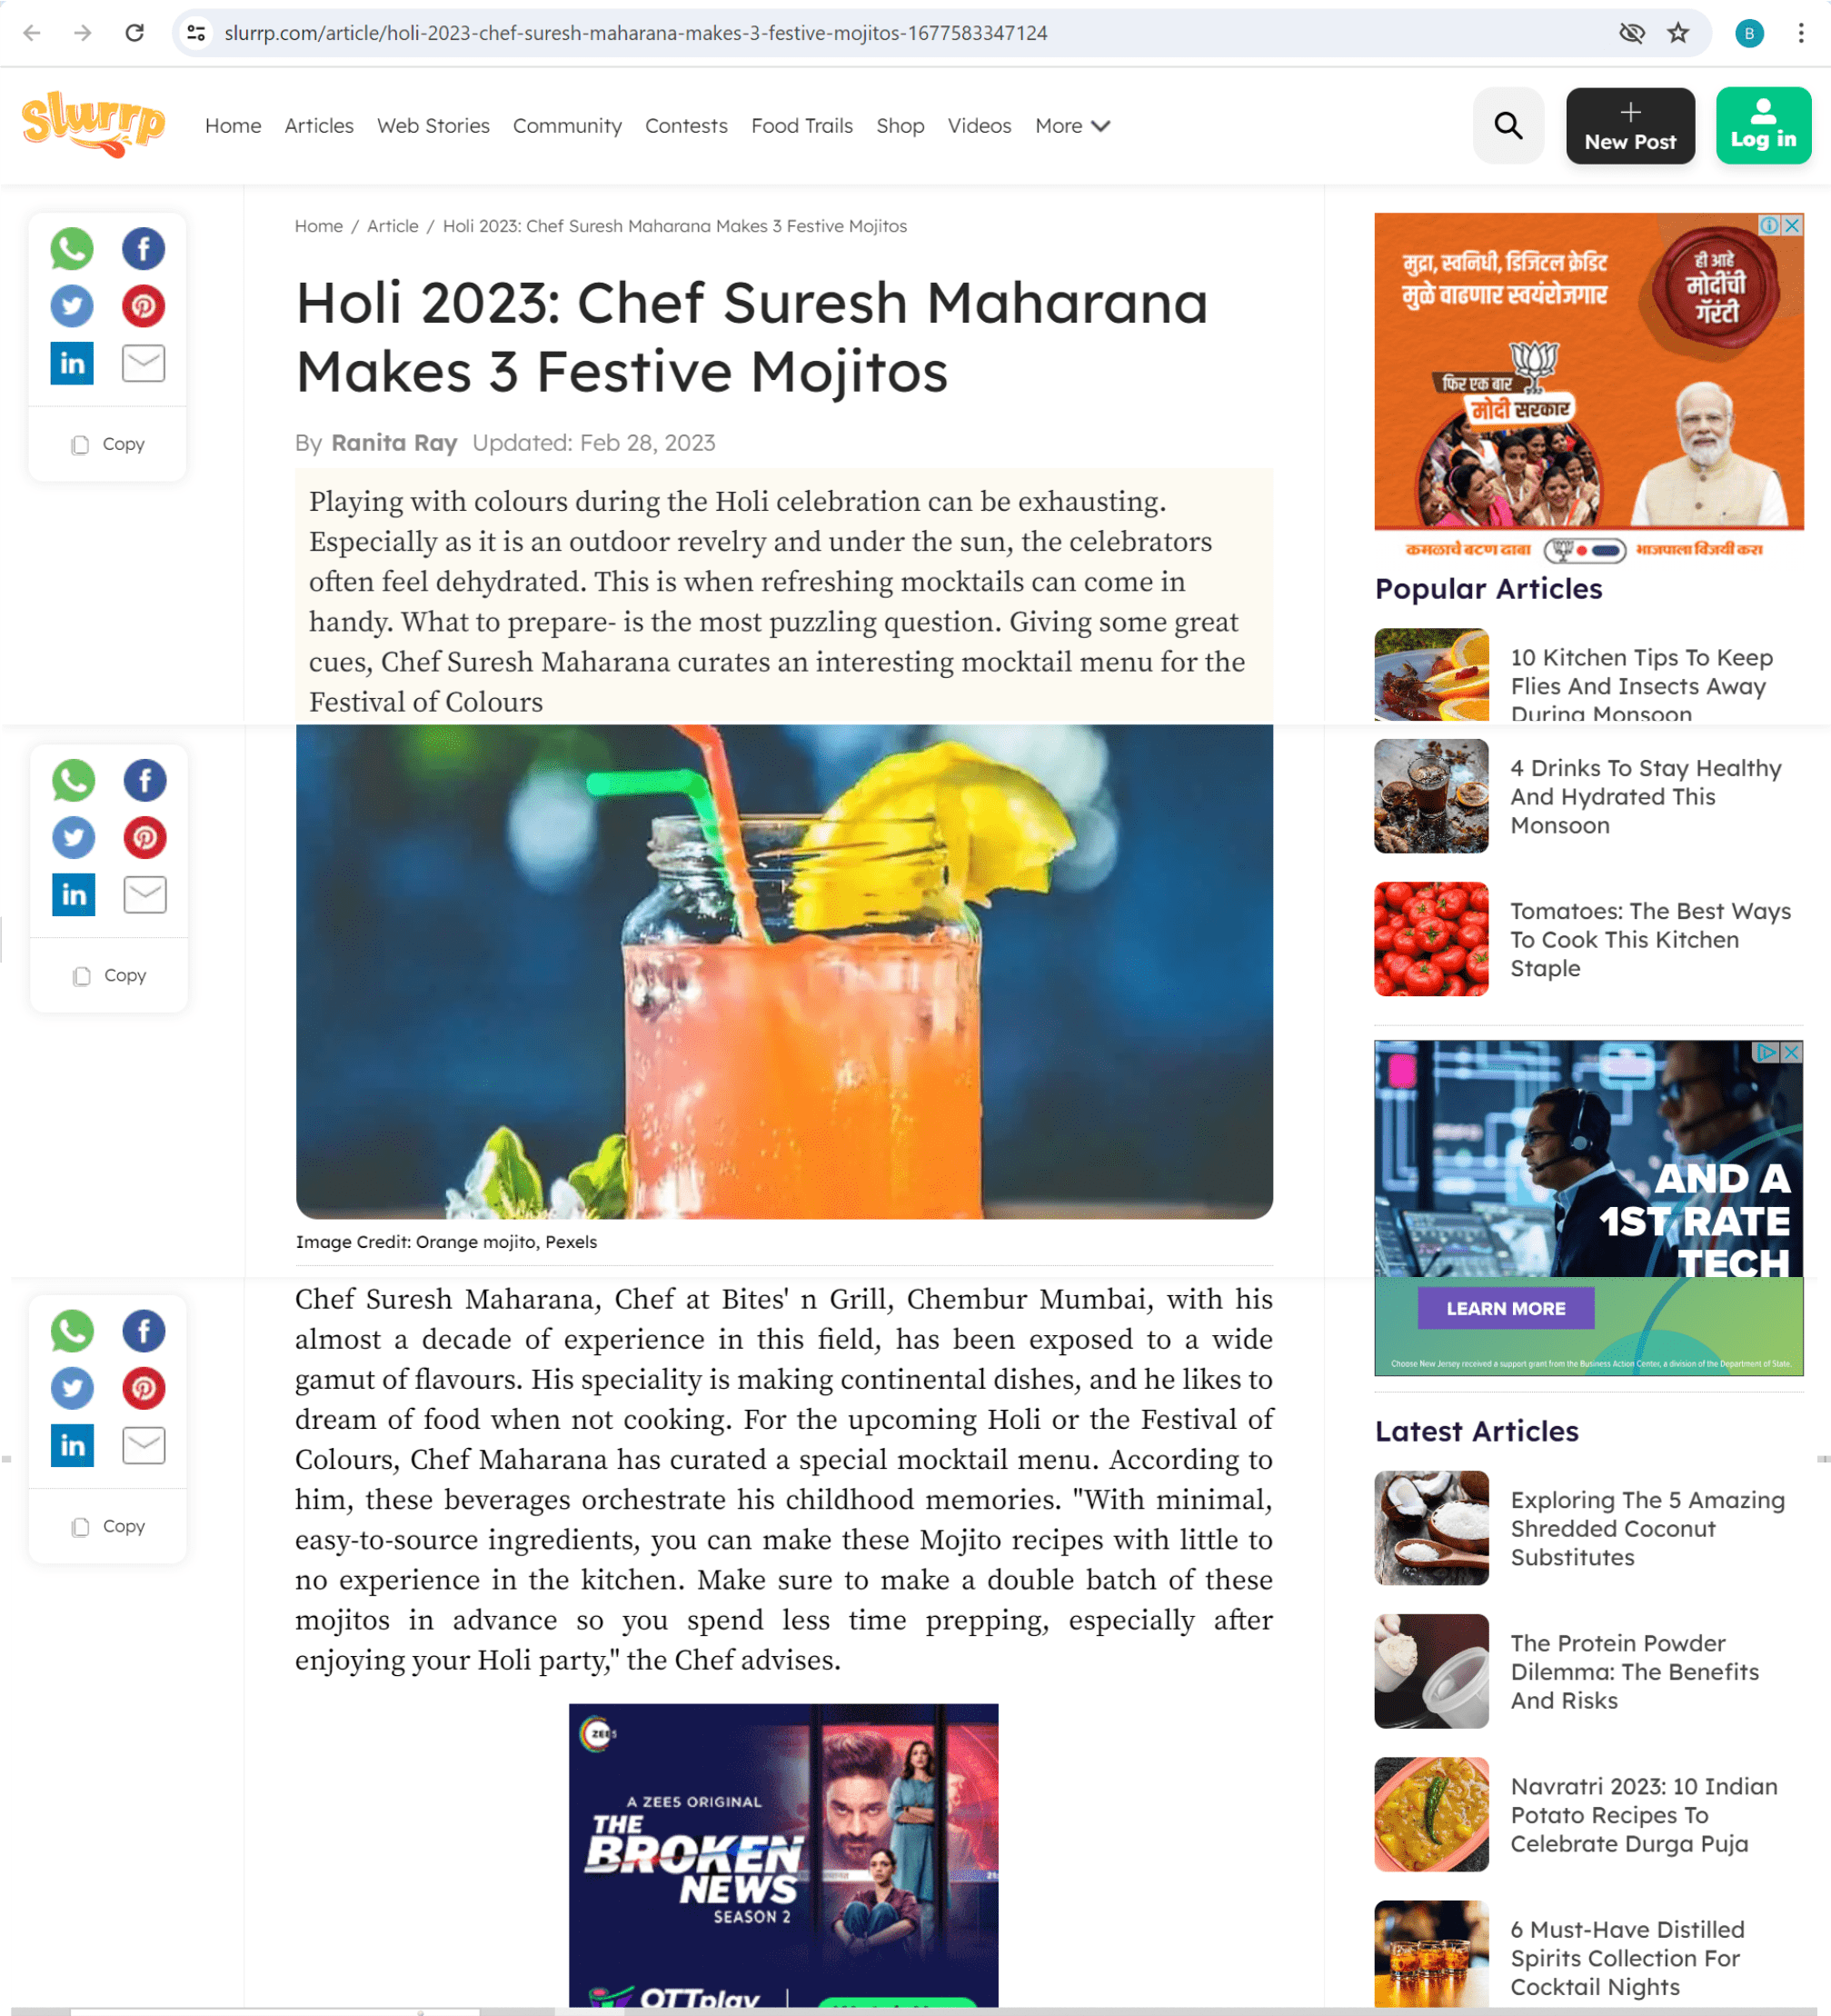 slurrp.com/article/holi-2023-chef-suresh-maharana-makes-3-festive-mojitos-1677583347124
B
slurrp
Home Articles Web Stories Community Contests Food Trails Shop Videos More
New Post
Log in
Home / Article / Holi 2023: Chef Suresh Maharana Makes 3 Festive Mojitos
Holi 2023: Chef Suresh Maharana
Makes 3 Festive Mojitos
By Ranita Ray Updated: Feb 28, 2023
Copy
Playing with colours during the Holi celebration can be exhausting.
Especially as it is an outdoor revelry and under the sun, the celebrators
often feel dehydrated. This is when refreshing mocktails can come in
handy. What to prepare- is the most puzzling question. Giving some great
cues, Chef Suresh Maharana curates an interesting mocktail menu for the
Festival of Colours
in
Copy
Image Credit: Orange mojito, Pexels
in
Copy
Chef Suresh Maharana, Chef at Bites' n Grill, Chembur Mumbai, with his
almost a decade of experience in this field, has been exposed to a wide
gamut of flavours. His speciality is making continental dishes, and he likes to
dream of food when not cooking. For the upcoming Holi or the Festival of
Colours, Chef Maharana has curated a special mocktail menu. According to
him, these beverages orchestrate his childhood memories. "With minimal,
easy-to-source ingredients, you can make these Mojito recipes with little to
no experience in the kitchen. Make sure to make a double batch of these
mojitos in advance so you spend less time prepping, especially after
enjoying your Holi party," the Chef advises.
ZEE5
A ZEE5 ORIGINAL
THE
BROKEN
NEWS
SEASON 2
OTTplay
मुद्रा, स्वनिधी, डिजिटल क्रेडिट
मुळे वाढणार स्वयंरोजगार
ही आहे
मोदींची
गॅरंटी
फिर एक बार
मोदी सरकार
कमळाचे बटण दाबा भाजपाला विजयी करा
Popular Articles
10 Kitchen Tips To Keep
Flies And Insects Away
During Monsoon
4 Drinks To Stay Healthy
And Hydrated This
Monsoon
Tomatoes: The Best Ways
To Cook This Kitchen
Staple
AND A
1ST RATE
TECH
LEARN MORE
Choose New Jersey received a support grant from the Business Action Center, a division of the Department of State.
Latest Articles
Exploring The 5 Amazing
Shredded Coconut
Substitutes
The Protein Powder
Dilemma: The Benefits
And Risks
Navratri 2023: 10 Indian
Potato Recipes To
Celebrate Durga Puja
6 Must-Have Distilled
Spirits Collection For
Cocktail Nights